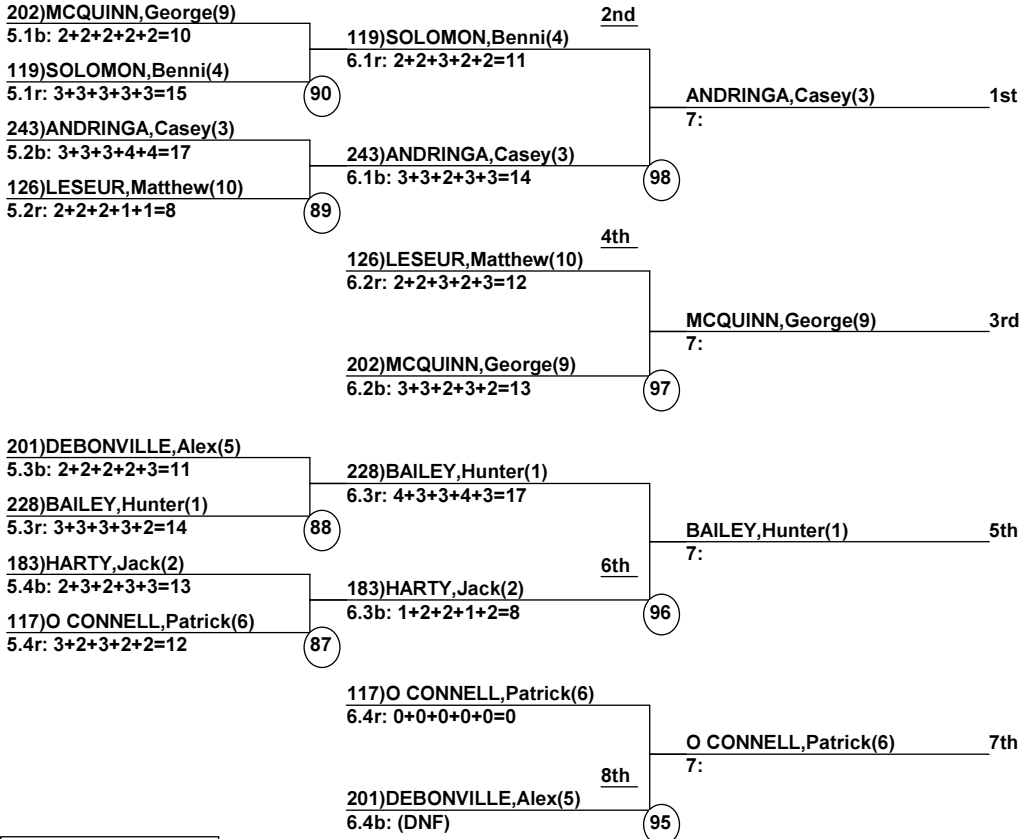 202)MCQUINN,George(9)
5.1b: 2+2+2+2+2=10
119)SOLOMON,Benni(4)
5.1r: 3+3+3+3+3=15
90
243)ANDRINGA,Casey(3)
5.2b: 3+3+3+4+4=17
126)LESEUR,Matthew(10)
5.2r: 2+2+2+1+1=8
89
2nd
119)SOLOMON,Benni(4)
6.1r: 2+2+3+2+2=11
243)ANDRINGA,Casey(3)
6.1b: 3+3+2+3+3=14
98
ANDRINGA,Casey(3) 1st
7:
4th
126)LESEUR,Matthew(10)
6.2r: 2+2+3+2+3=12
202)MCQUINN,George(9)
6.2b: 3+3+2+3+2=13
97
MCQUINN,George(9) 3rd
7:
201)DEBONVILLE,Alex(5)
5.3b: 2+2+2+2+3=11
228)BAILEY,Hunter(1)
5.3r: 3+3+3+3+2=14
88
183)HARTY,Jack(2)
5.4b: 2+3+2+3+3=13
117)O CONNELL,Patrick(6)
5.4r: 3+2+3+2+2=12
87
228)BAILEY,Hunter(1)
6.3r: 4+3+3+4+3=17
6th
183)HARTY,Jack(2)
6.3b: 1+2+2+1+2=8
96
BAILEY,Hunter(1) 5th
7:
117)O CONNELL,Patrick(6)
6.4r: 0+0+0+0+0=0
8th
201)DEBONVILLE,Alex(5)
6.4b: (DNF)
95
O CONNELL,Patrick(6) 7th
7: